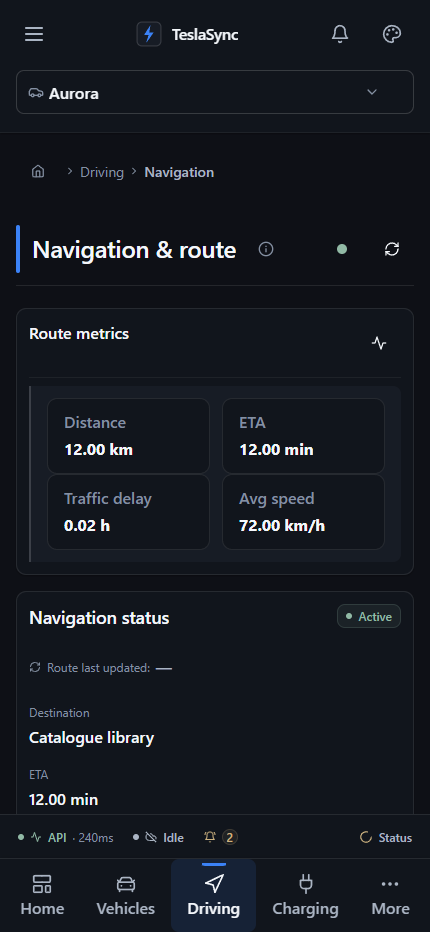 TeslaSync
Aurora
Driving
Navigation
Navigation & route
Route metrics
Distance
12.00 km
ETA
12.00 min
Traffic delay
0.02 h
Avg speed
72.00 km/h
Navigation status
Active
Route last updated: —
Destination
Catalogue library
ETA
12.00 min
API · 240ms
Idle
2
Status
Home
Vehicles
Driving
Charging
More